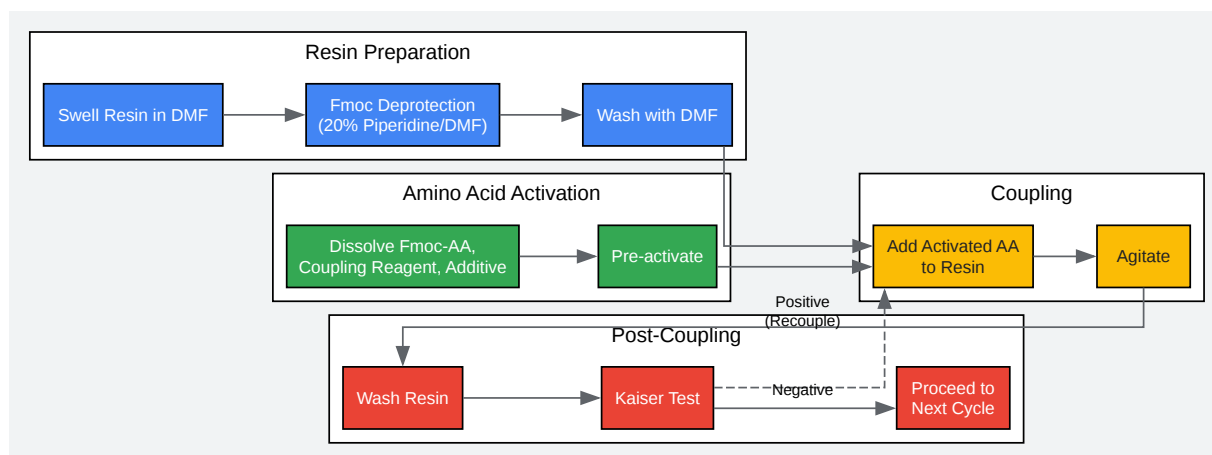 Resin Preparation
Swell Resin in DMF
Fmoc Deprotection
(20% Piperidine/DMF)
Wash with DMF
Amino Acid Activation
Dissolve Fmoc-AA,
Coupling Reagent, Additive
Pre-activate
Coupling
Add Activated AA
to Resin
Agitate
Positive
(Recouple)
Post-Coupling
Wash Resin
Kaiser Test
Negative
Proceed to
Next Cycle